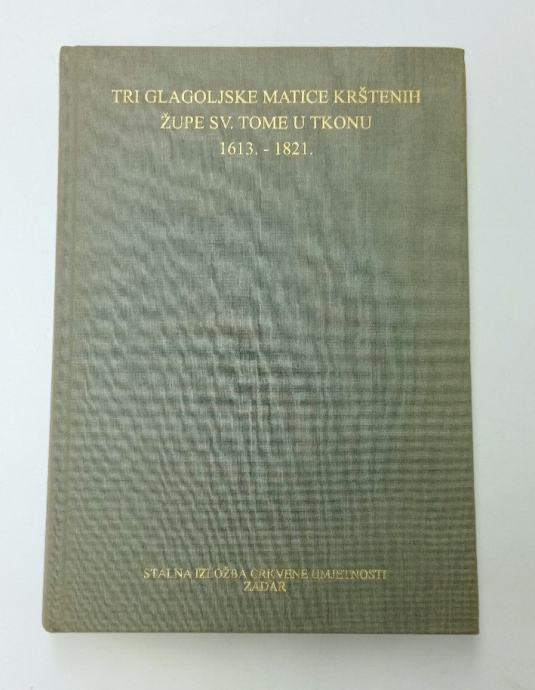 TRI GLAGOLJSKE MATICE KRŠTENIH
ŽUPE SV. TOME U TKONU
1613. - 1821.
STALNA IZLOŽBA CRKVENE UMJETNOSTI
ZADAR